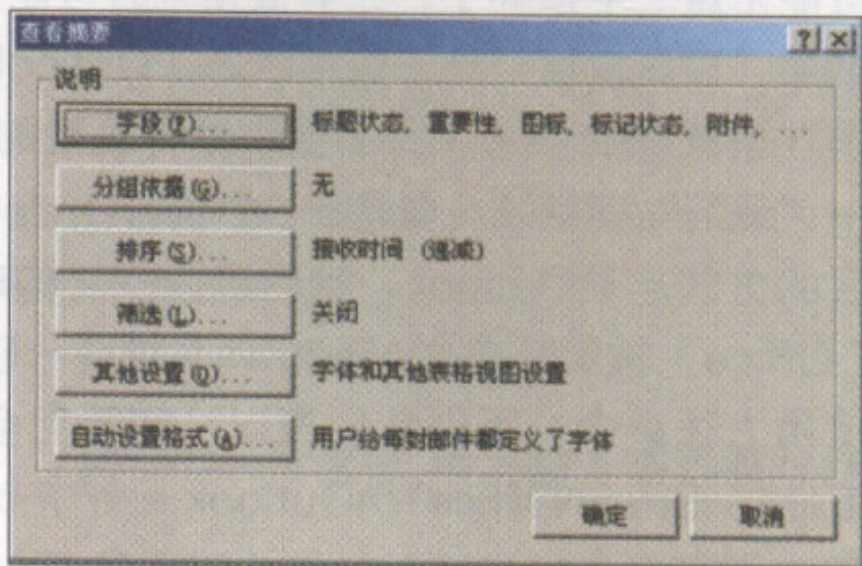 查看摘要
说明
字段(F)... 标题状态, 重要性, 图标, 标记状态, 附件, ...
分组依据(G)... 无
排序(S)... 接收时间 (递减)
筛选(L)... 关闭
其他设置(O)... 字体和其他表格视图设置
自动设置格式(A)... 用户给每封邮件都定义了字体
确定 取消